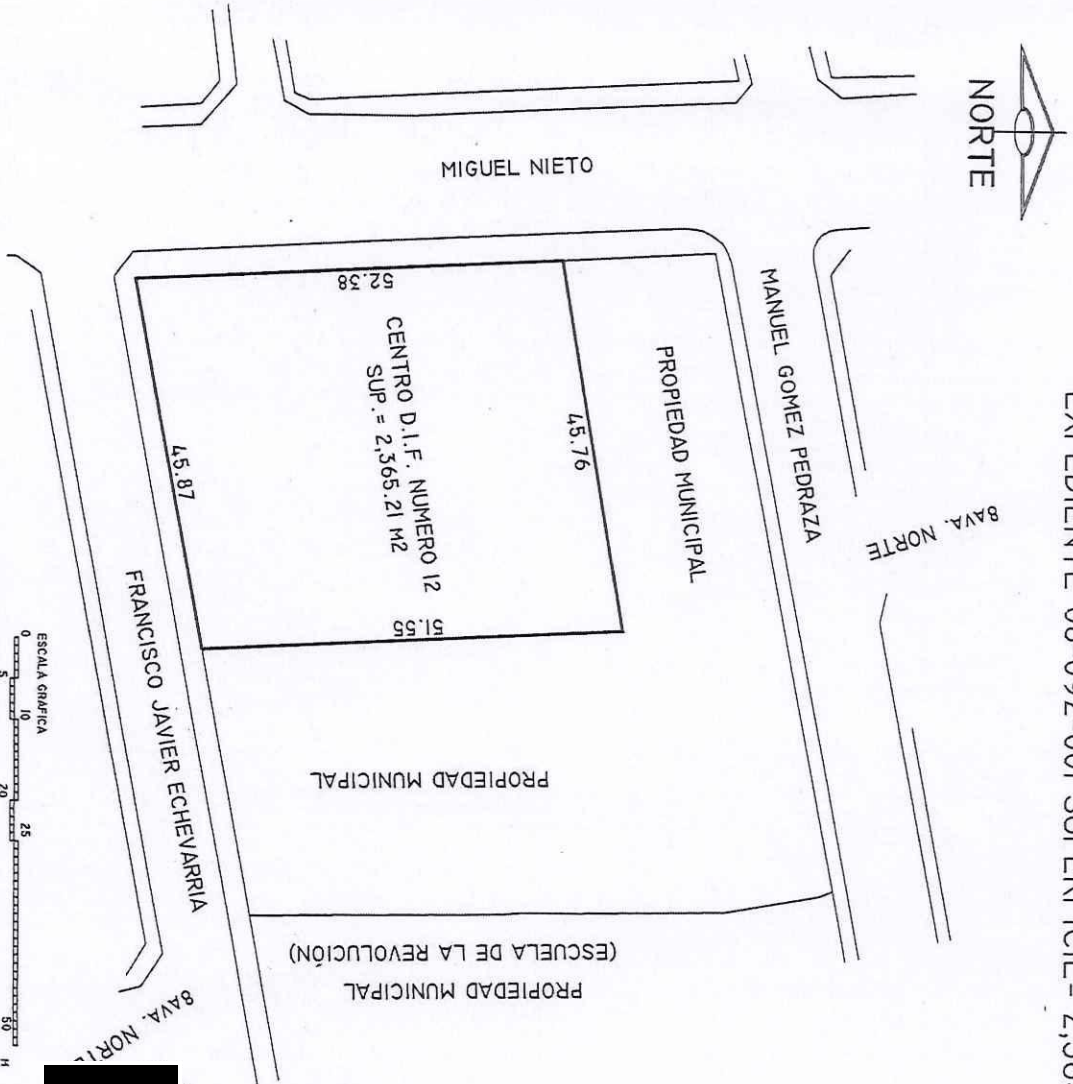 NORTE
MIGUEL NIETO
MANUEL GOMEZ PEDRAZA
8AVA. NORTE
PROPIEDAD MUNICIPAL
52.38
45.76
CENTRO D.I.F. NUMERO 12
SUP.= 2,365.21 M2
45.87
51.55
FRANCISCO JAVIER ECHEVARRIA
PROPIEDAD MUNICIPAL
PROPIEDAD MUNICIPAL
(ESCUELA DE LA REVOLUCIÓN)
8AVA. NORTE
ESCALA GRAFICA
0 5 10 20 25 50 M